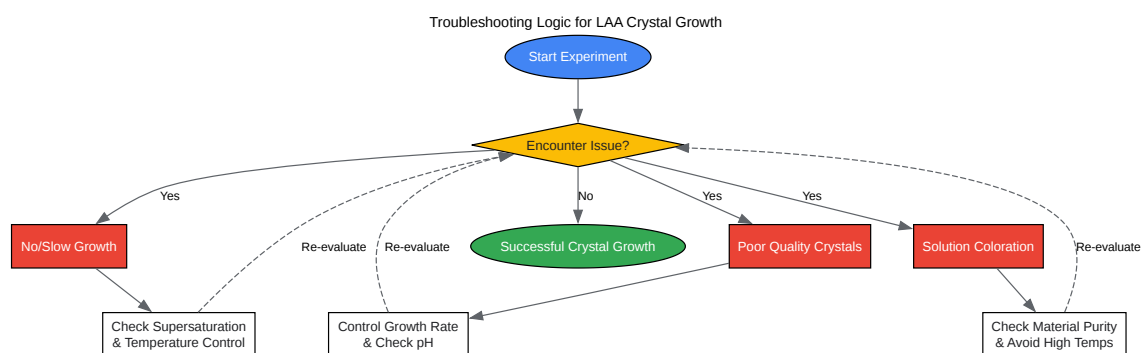 Troubleshooting Logic for LAA Crystal Growth
Start Experiment
Encounter Issue?
Yes
No
Yes
Yes
No/Slow Growth
Re-evaluate
Re-evaluate
Successful Crystal Growth
Poor Quality Crystals
Solution Coloration
Re-evaluate
Check Supersaturation
& Temperature Control
Control Growth Rate
& Check pH
Check Material Purity
& Avoid High Temps